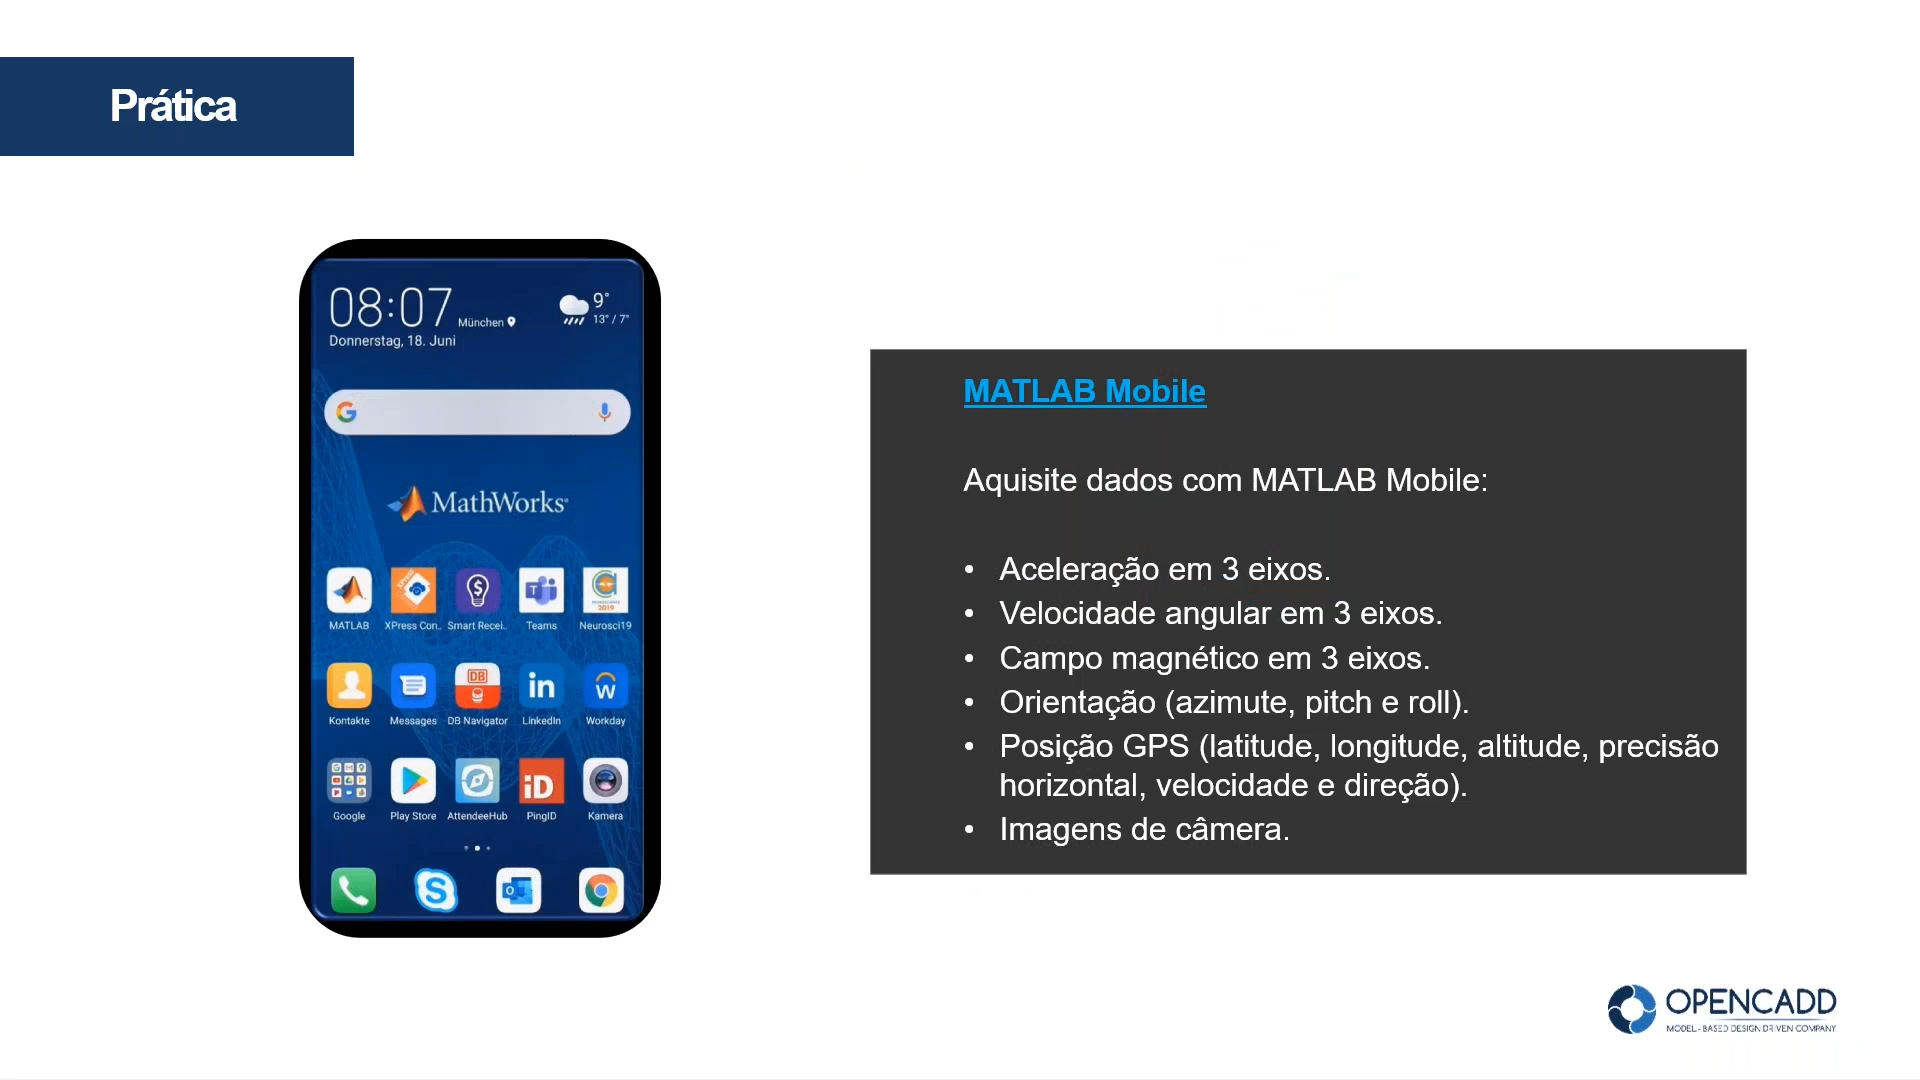 Prática
08:07
München
9°
13° / 7°
Donnerstag, 18. Juni
MathWorks®
MATLAB
XPress Con..
Smart Recei..
Teams
Neurosci19
Kontakte
Messages
DB Navigator
LinkedIn
Workday
Google
Play Store
AttendeeHub
PingID
Kamera
MATLAB Mobile
Aquisite dados com MATLAB Mobile:
• Aceleração em 3 eixos.
• Velocidade angular em 3 eixos.
• Campo magnético em 3 eixos.
• Orientação (azimute, pitch e roll).
• Posição GPS (latitude, longitude, altitude, precisão
horizontal, velocidade e direção).
• Imagens de câmera.
OPENCADD
MODEL - BASED DESIGN DRIVEN COMPANY